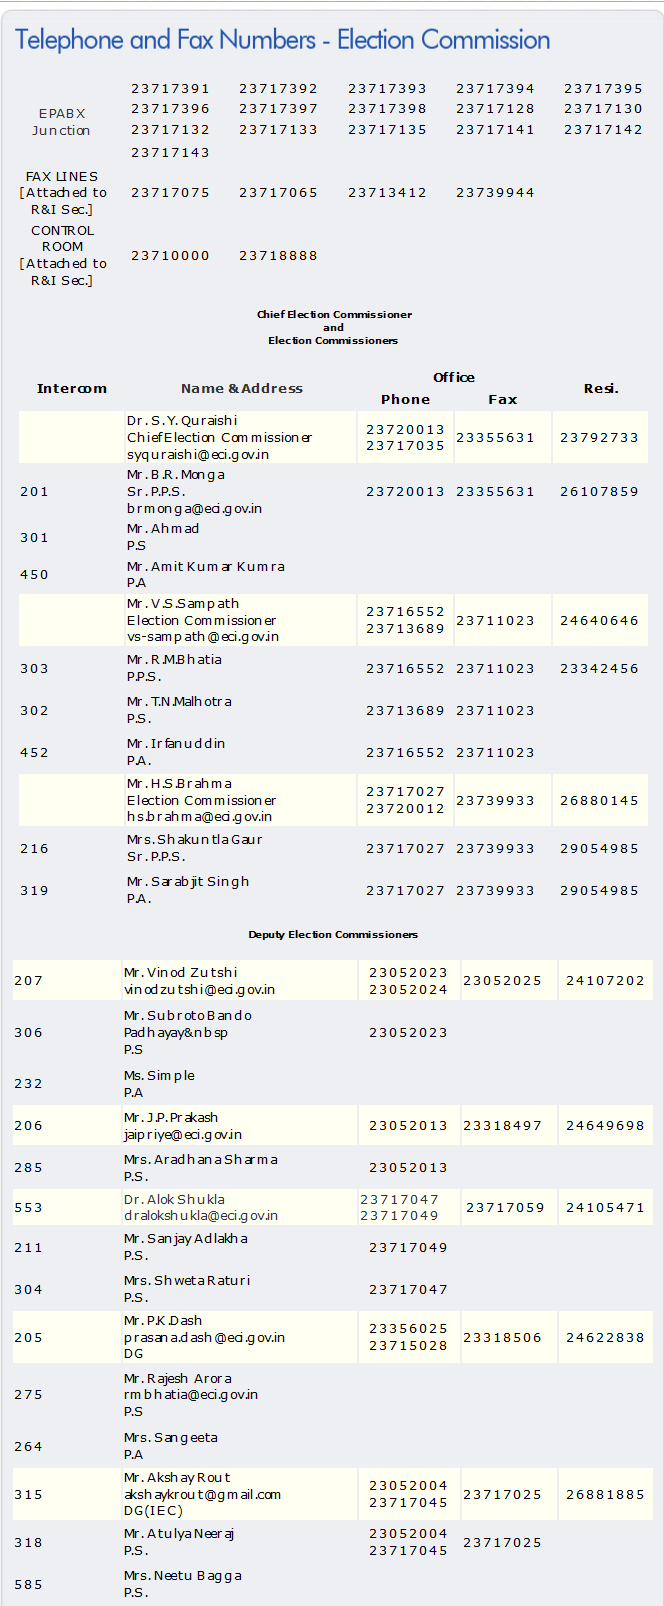 Telephone and Fax Numbers - Election Commission
23717391 23717392 23717393 23717394 23717395
EPABX 23717396 23717397 23717398 23717128 23717130
Junction 23717132 23717133 23717135 23717141 23717142
23717143
FAX LINES
[Attached to 23717075 23717065 23713412 23739944
R&I Sec.]
CONTROL
ROOM 23710000 23718888
[Attached to
R&I Sec.]
Chief Election Commissioner
and
Election Commissioners
Office
Intercom Name & Address Resi.
Phone Fax
Dr. S.Y. Quraishi
23720013
Chief Election Commissioner 23355631 23792733
23717035
syquraishi@eci.gov.in
Mr. B.R. Monga
201 Sr. P.P.S. 23720013 23355631 26107859
brmonga@eci.gov.in
301 Mr. Ahmad
P.S
450 Mr. Amit Kumar Kumra
P.A
Mr. V.S.Sampath
23716552
Election Commissioner 23711023 24640646
23713689
vs-sampath@eci.gov.in
303 Mr. R.M.Bhatia 23716552 23711023 23342456
P.P.S.
302 Mr. T.N.Malhotra 23713689 23711023
P.S.
452 Mr. Irfanuddin 23716552 23711023
P.A.
Mr. H.S.Brahma
23717027
Election Commissioner 23739933 26880145
23720012
hs.brahma@eci.gov.in
216 Mrs. Shakuntla Gaur 23717027 23739933 29054985
Sr. P.P.S.
319 Mr. Sarabjit Singh 23717027 23739933 29054985
P.A.
Deputy Election Commissioners
207 Mr. Vinod Zutshi 23052023 23052025 24107202
vinodzutshi@eci.gov.in 23052024
Mr. Subroto Bando
306 Padhayay&nbsp 23052023
P.S
232 Ms. Simple
P.A
206 Mr. J.P. Prakash 23052013 23318497 24649698
jaipriye@eci.gov.in
285 Mrs. Aradhana Sharma 23052013
P.S.
553 Dr. Alok Shukla 23717047 23717059 24105471
dralokshukla@eci.gov.in 23717049
211 Mr. Sanjay Adlakha 23717049
P.S.
304 Mrs. Shweta Raturi 23717047
P.S.
Mr. P.K.Dash 23356025
205 prasana.dash@eci.gov.in 23318506 24622838
DG 23715028
Mr. Rajesh Arora
275 rmbhatia@eci.gov.in
P.S
264 Mrs. Sangeeta
P.A
Mr. Akshay Rout 23052004
315 akshaykrout@gmail.com 23717025 26881885
DG(IEC) 23717045
318 Mr. Atulya Neeraj 23052004 23717025
P.S. 23717045
585 Mrs. Neetu Bagga
P.S.